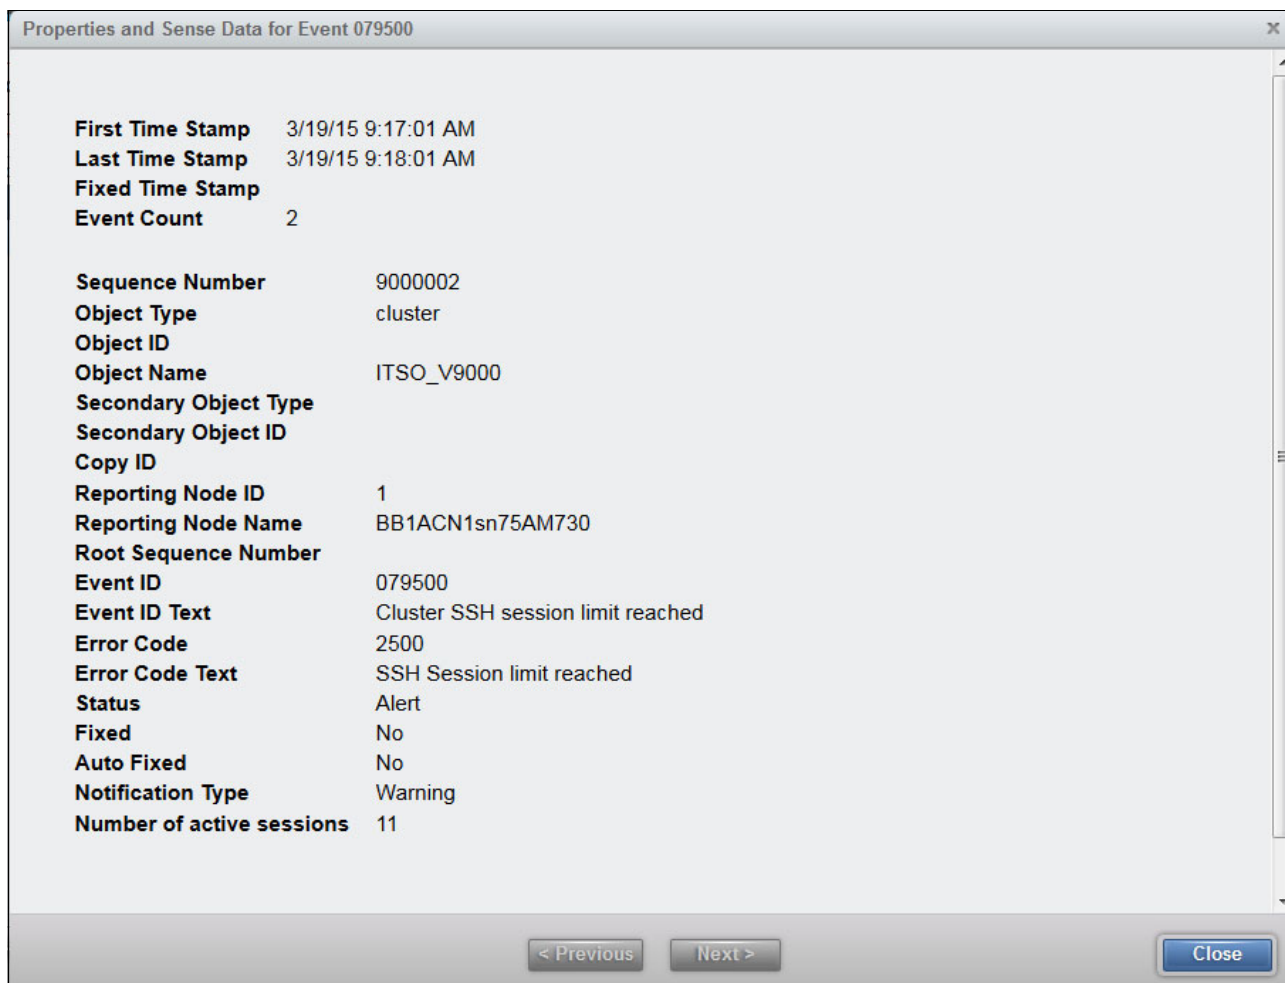 Properties and Sense Data for Event 079500 x
First Time Stamp 3/19/15 9:17:01 AM
Last Time Stamp 3/19/15 9:18:01 AM
Fixed Time Stamp
Event Count 2
Sequence Number 9000002
Object Type cluster
Object ID
Object Name ITSO_V9000
Secondary Object Type
Secondary Object ID
Copy ID
Reporting Node ID 1
Reporting Node Name BB1ACN1sn75AM730
Root Sequence Number
Event ID 079500
Event ID Text Cluster SSH session limit reached
Error Code 2500
Error Code Text SSH Session limit reached
Status Alert
Fixed No
Auto Fixed No
Notification Type Warning
Number of active sessions 11
< Previous Next > Close